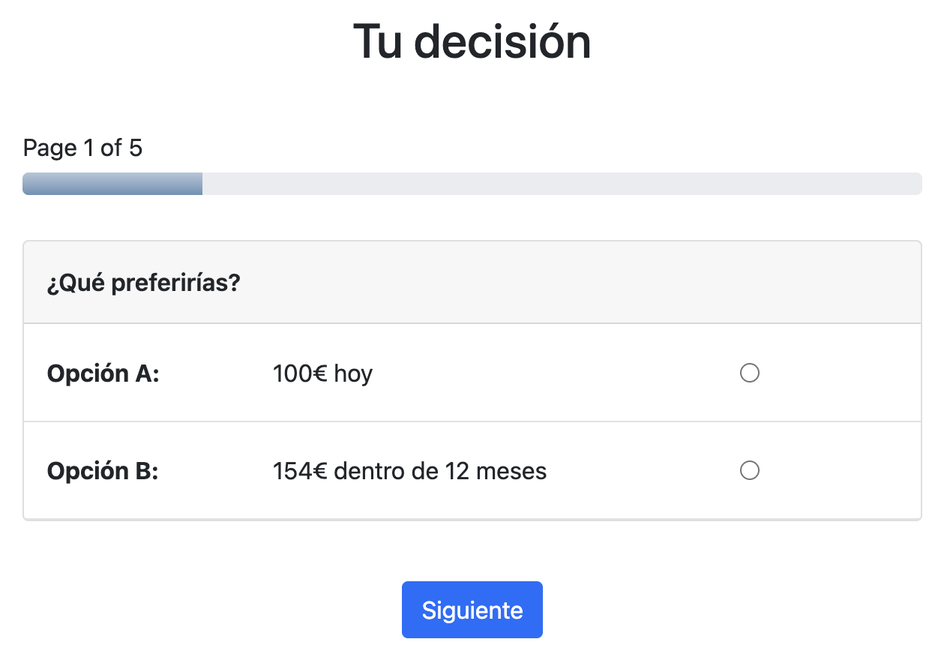 Tu decisión
Page 1 of 5
¿Qué preferirías?
Opción A: 100€ hoy
Opción B: 154€ dentro de 12 meses
Siguiente